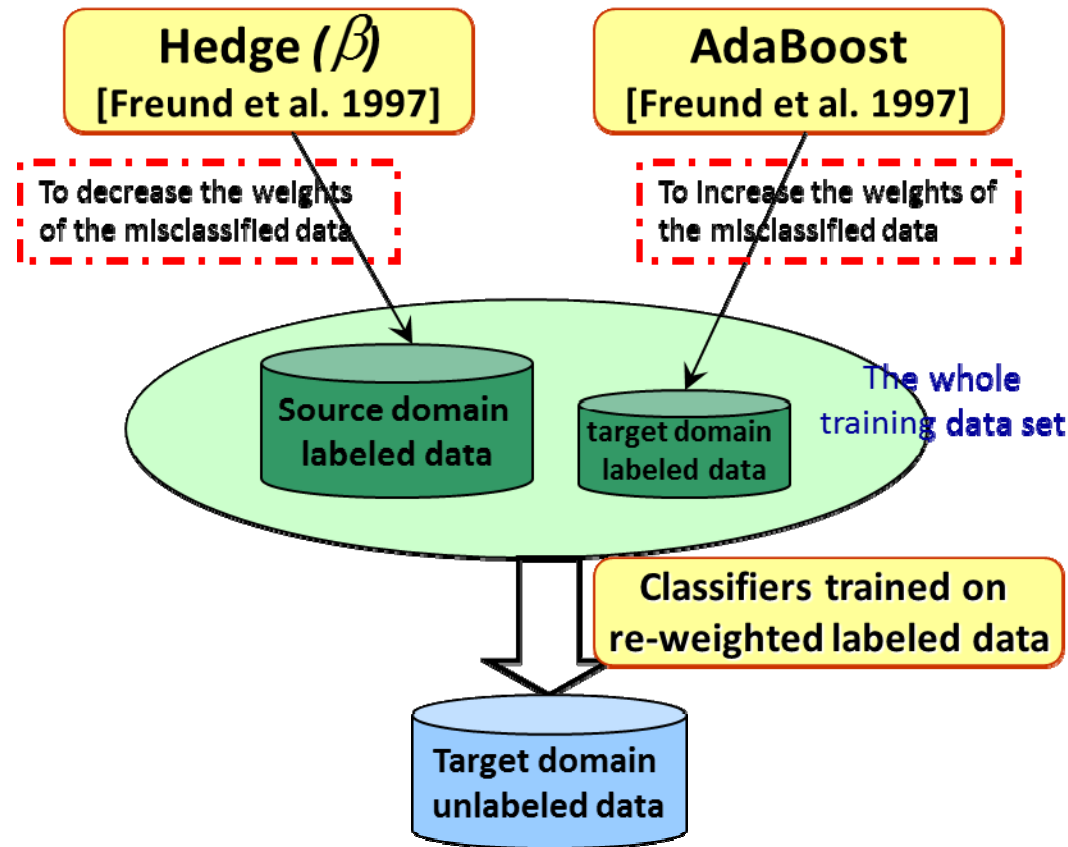 Hedge (β)
[Freund et al. 1997]
AdaBoost
[Freund et al. 1997]
To decrease the weights
of the misclassified data
To increase the weights of
the misclassified data
Source domain
labeled data
target domain
labeled data
The whole
training data set
Classifiers trained on
re-weighted labeled data
Target domain
unlabeled data